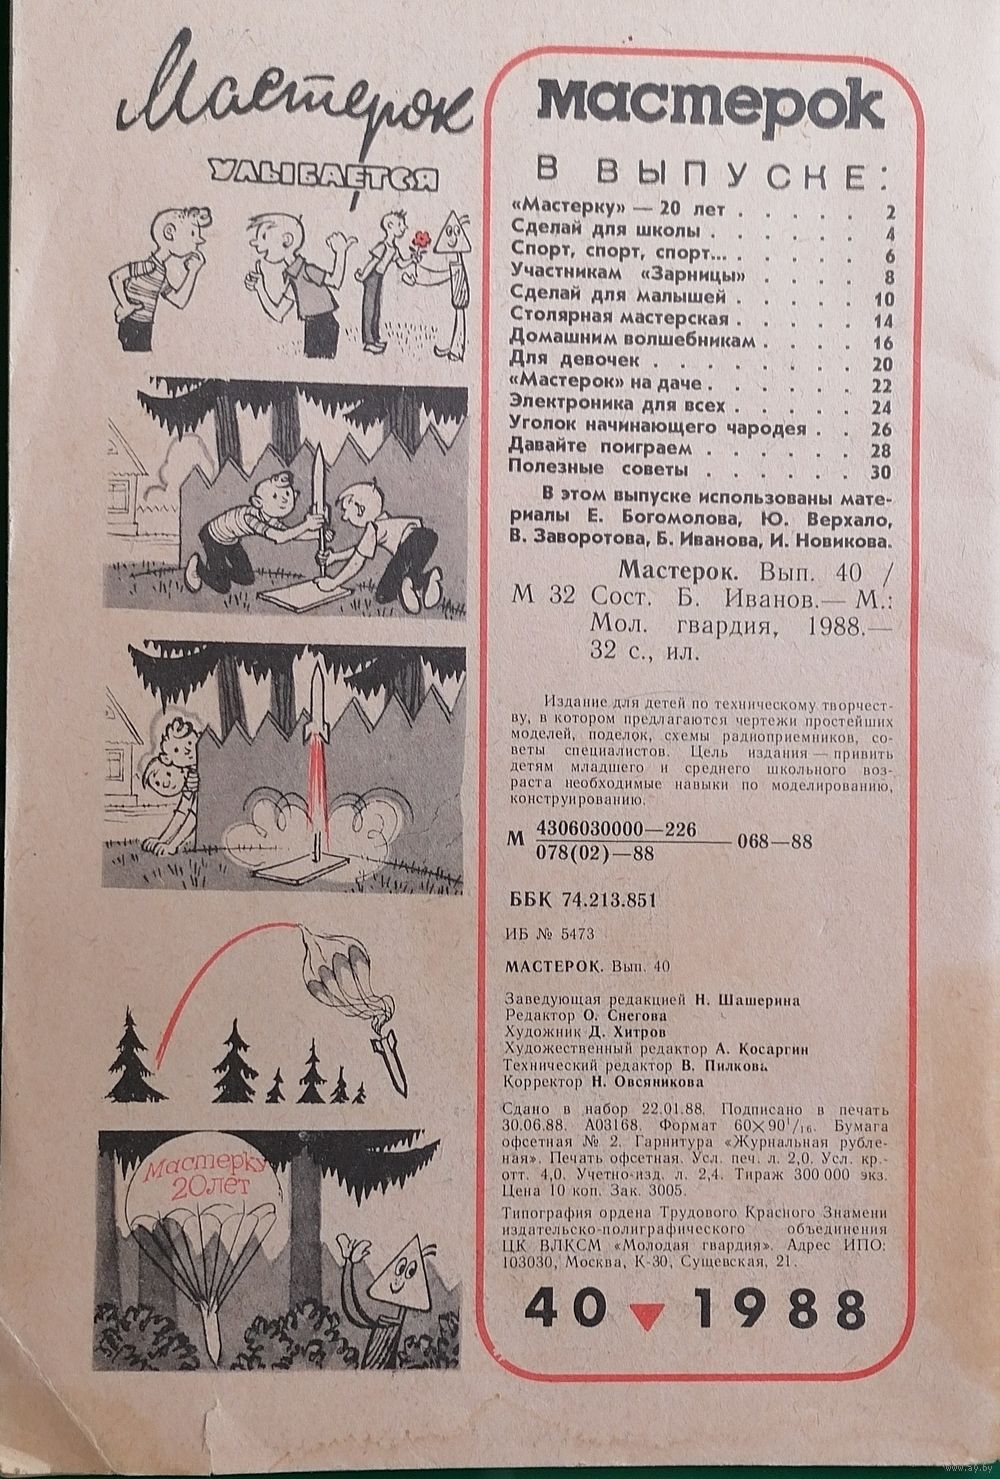 Мастерок
УЛЫБАЕТСЯ
Мастерку
20 лет
мастерок
В ВЫПУСКЕ:
«Мастерку» — 20 лет . . . . . 2
Сделай для школы . . . . . . 4
Спорт, спорт, спорт... . . . . . 6
Участникам «Зарницы» . . . . 8
Сделай для малышей . . . . . 10
Столярная мастерская . . . . . 14
Домашним волшебникам . . . . 16
Для девочек . . . . . . . . 20
«Мастерок» на даче . . . . . . 22
Электроника для всех . . . . . 24
Уголок начинающего чародея . . 26
Давайте поиграем . . . . . . 28
Полезные советы . . . . . . 30
В этом выпуске использованы мате-
риалы Е. Богомолова, Ю. Верхало,
В. Заворотова, Б. Иванова, И. Новикова.
Мастерок. Вып. 40 /
М 32 Сост. Б. Иванов.— М.:
Мол. гвардия, 1988.—
32 с., ил.
Издание для детей по техническому творчест-
ву, в котором предлагаются чертежи простейших
моделей, поделок, схемы радиоприемников, со-
веты специалистов. Цель издания — привить
детям младшего и среднего школьного воз-
раста необходимые навыки по моделированию,
конструированию.
М 4306030000—226
078(02)—88 068—88
ББК 74.213.851
ИБ № 5473
МАСТЕРОК. Вып. 40
Заведующая редакцией Н. Шашерина
Редактор О. Снегова
Художник Д. Хитров
Художественный редактор А. Косаргин
Технический редактор В. Пилкова
Корректор Н. Овсяникова
Сдано в набор 22.01.88. Подписано в печать
30.06.88. А03168. Формат 60×90 1/16. Бумага
офсетная № 2. Гарнитура «Журнальная рубле-
ная». Печать офсетная. Усл. печ. л. 2,0. Усл. кр.-
отт. 4,0. Учетно-изд. л. 2,4. Тираж 300 000 экз.
Цена 10 коп. Зак. 3005.
Типография ордена Трудового Красного Знамени
издательско-полиграфического объединения
ЦК ВЛКСМ «Молодая гвардия». Адрес ИПО:
103030, Москва, К-30, Сущевская, 21.
40 1988
www.ay.by